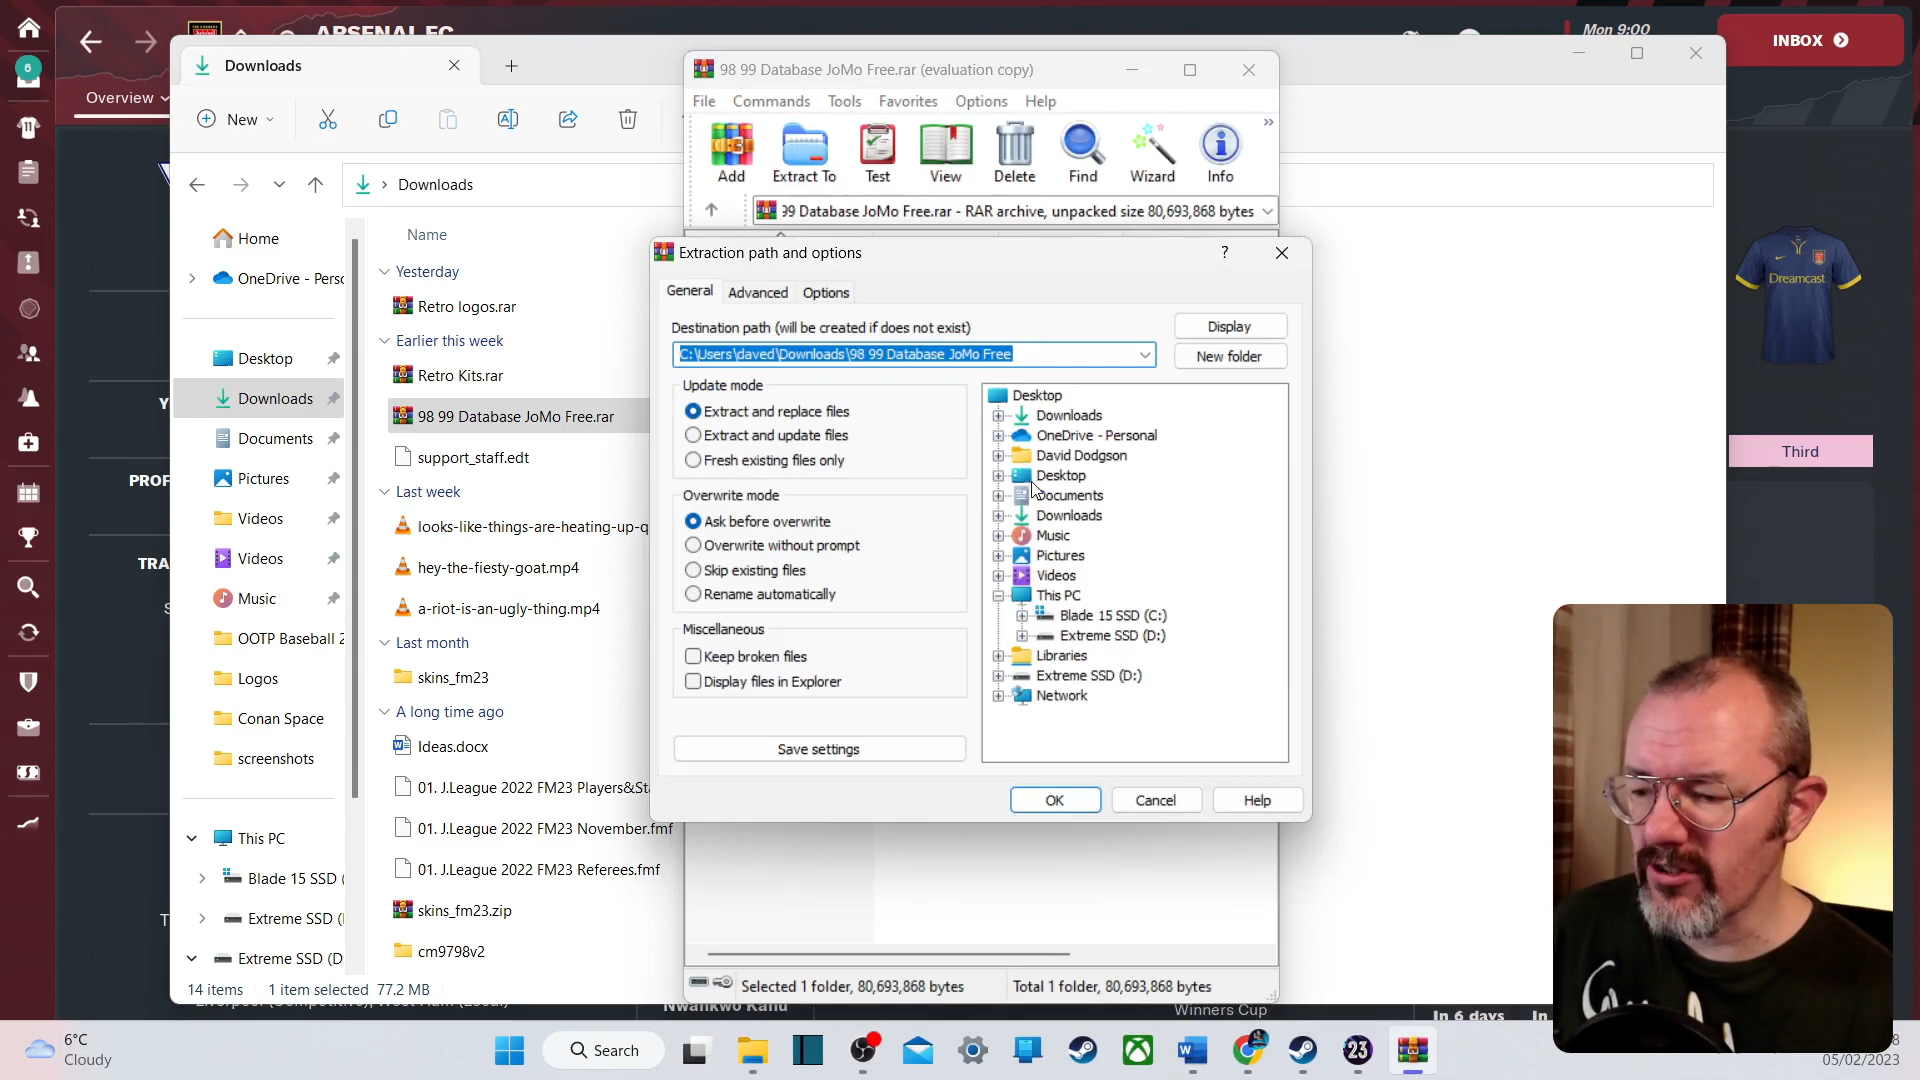 6
ARSENAL FC
Mon 9:00
INBOX
Overview
Downloads
New
Downloads
Name
Home
OneDrive - Perso
Desktop
Downloads
Documents
Pictures
Videos
Videos
Music
OOTP Baseball 2
Logos
Conan Space
screenshots
This PC
Blade 15 SSD (
Extreme SSD (
Extreme SSD (D
Yesterday
Retro logos.rar
Earlier this week
Retro Kits.rar
98 99 Database JoMo Free.rar
support_staff.edt
Last week
looks-like-things-are-heating-up-q
hey-the-fiesty-goat.mp4
a-riot-is-an-ugly-thing.mp4
Last month
skins_fm23
A long time ago
Ideas.docx
01. J.League 2022 FM23 Players&Sta
01. J.League 2022 FM23 November.fmf
01. J.League 2022 FM23 Referees.fmf
skins_fm23.zip
cm9798v2
14 items
1 item selected 77.2 MB
Y
PROF
TRA
S
T
98 99 Database JoMo Free.rar (evaluation copy)
File Commands Tools Favorites Options Help
Add
Extract To
Test
View
Delete
Find
Wizard
Info
99 Database JoMo Free.rar - RAR archive, unpacked size 80,693,868 bytes
Extraction path and options
?
General
Advanced
Options
Destination path (will be created if does not exist)
Display
C:\Users\daved\Downloads\98 99 Database JoMo Free
New folder
Update mode
Extract and replace files
Extract and update files
Fresh existing files only
Overwrite mode
Ask before overwrite
Overwrite without prompt
Skip existing files
Rename automatically
Miscellaneous
Keep broken files
Display files in Explorer
Save settings
Desktop
Downloads
OneDrive - Personal
David Dodgson
Desktop
Documents
Downloads
Music
Pictures
Videos
This PC
Blade 15 SSD (C:)
Extreme SSD (D:)
Libraries
Extreme SSD (D:)
Network
OK
Cancel
Help
Selected 1 folder, 80,693,868 bytes
Total 1 folder, 80,693,868 bytes
Dreamcast
Third
Liverpool (Competitive), West Ham (Local)
Nwankwo Kanu
Winners Cup
In 6 days
In
6°C
Cloudy
Search
23
8
05/02/2023